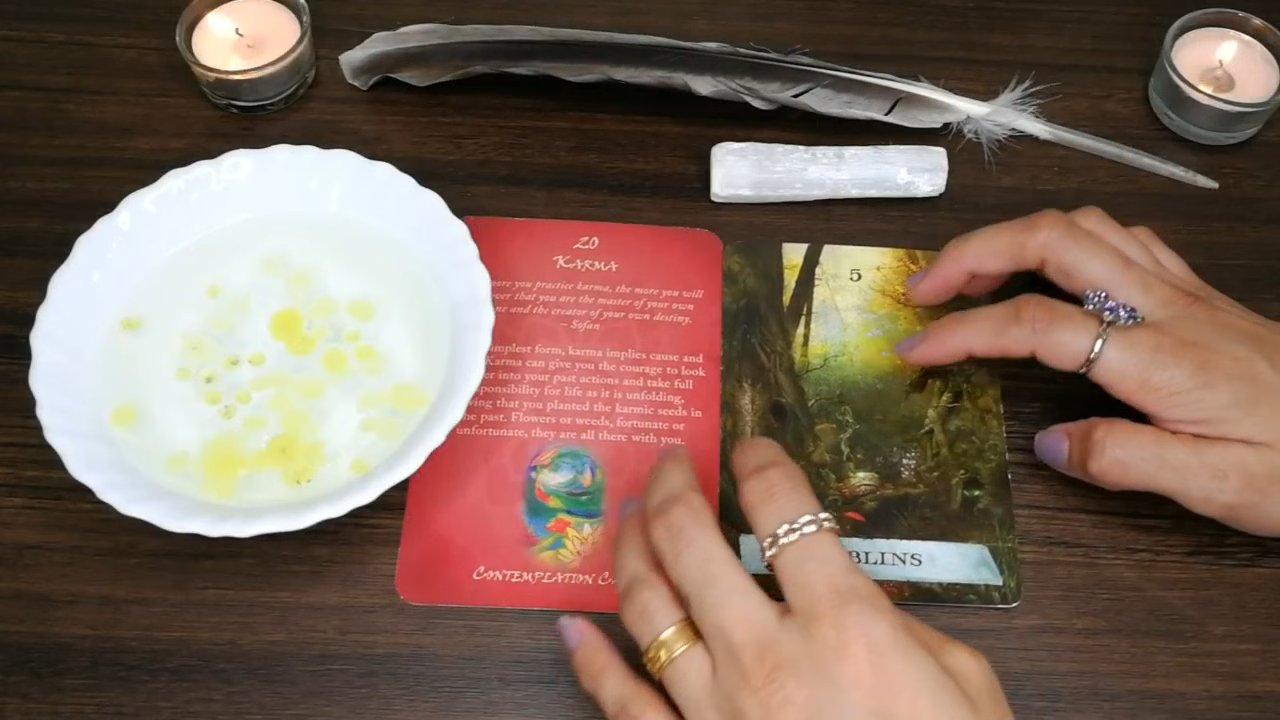 20
KARMA
ore you practice karma, the more you will
wer that you are the master of your own
ne and the creator of your own destiny.
– Sofan
implest form, karma implies cause and
Karma can give you the courage to look
er into your past actions and take full
ponsibility for life as it is unfolding,
wing that you planted the karmic seeds in
he past. Flowers or weeds, fortunate or
unfortunate, they are all there with you.
CONTEMPLATION C
5
BLINS